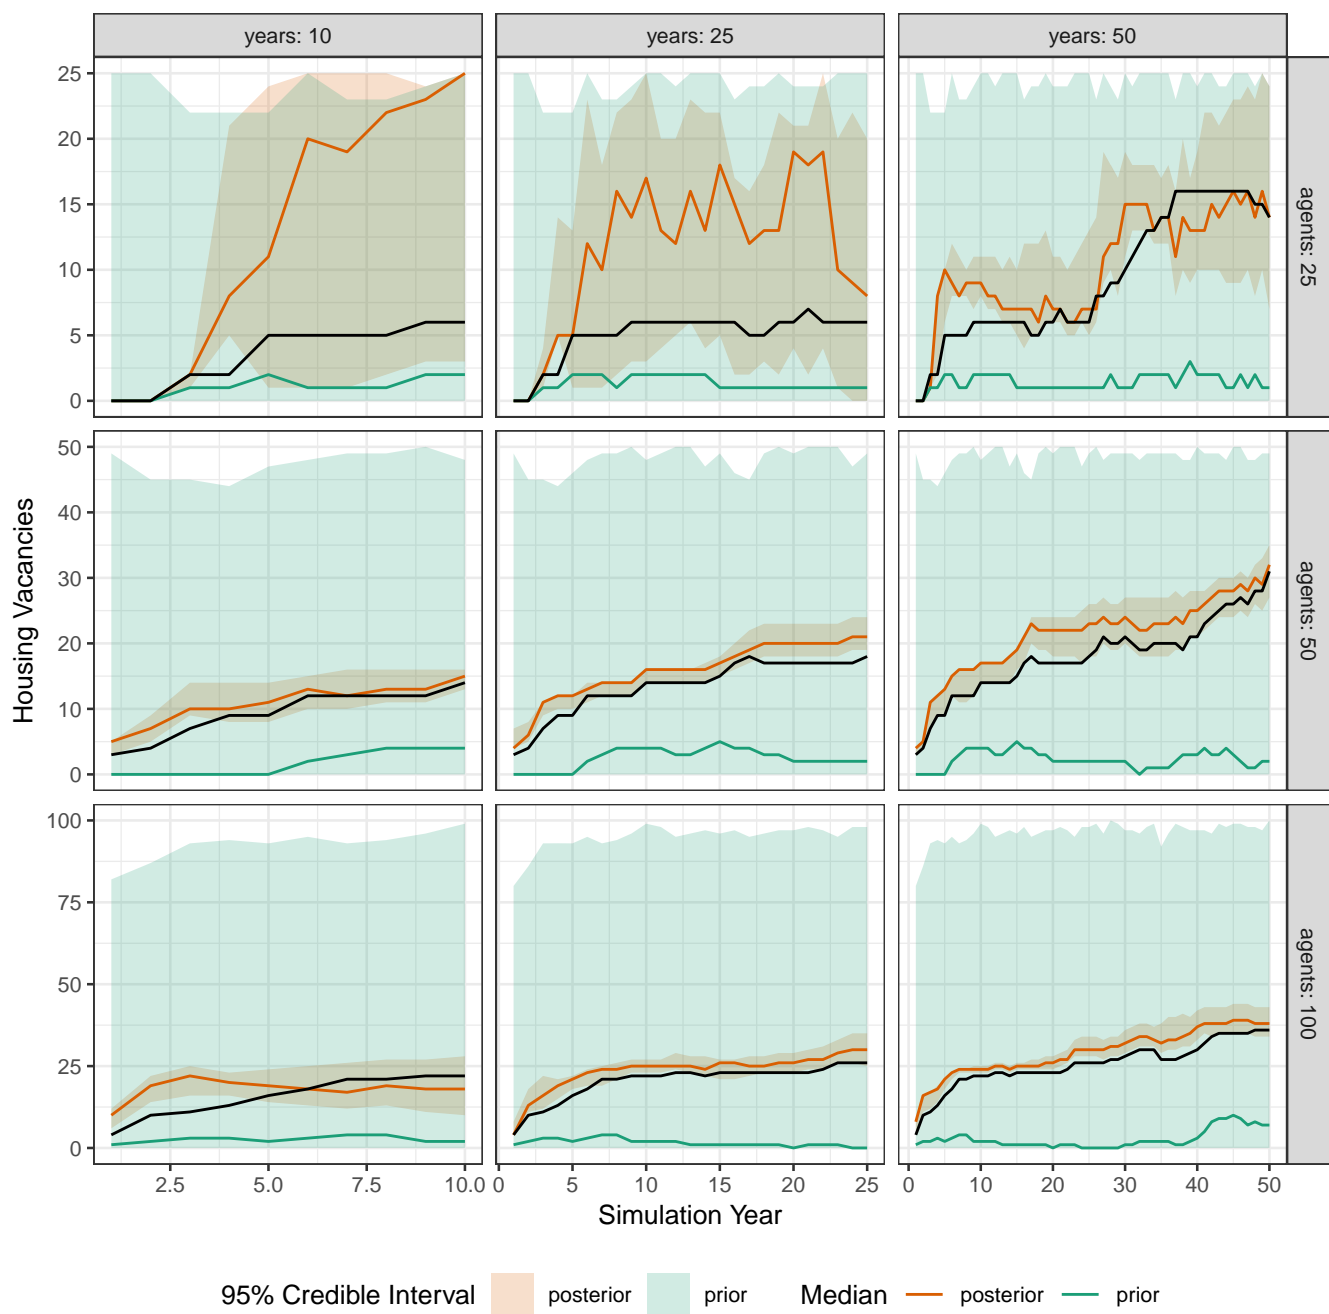 years: 10 years: 25 years: 50
25
20
15
10
5
0
agents: 25
50
40
30
20
10
0
agents: 50
Housing Vacancies
100
75
50
25
0
agents: 100
2.5 5.0 7.5 10.0 0 5 10 15 20 25 0 10 20 30 40 50
Simulation Year
95% Credible Interval posterior prior Median posterior prior